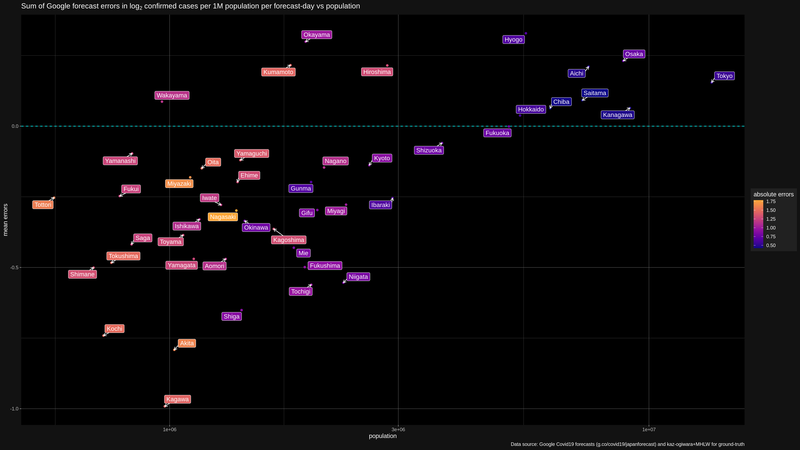 Sum of Google forecast errors in log2 confirmed cases per 1M population per forecast-day vs population
Okayama
Hyogo
Osaka
Kumamoto
Hiroshima
Aichi
Tokyo
Wakayama
Saitama
Chiba
Hokkaido
Kanagawa
0.0
Fukuoka
Shizuoka
Yamanashi
Oita
Yamaguchi
Nagano
Kyoto
Miyazaki
Ehime
Fukui
Gunma
absolute errors
1.75
1.50
1.25
1.00
0.75
0.50
Tottori
Iwate
Ibaraki
Nagasaki
Gifu
Miyagi
mean errors
Ishikawa
Okinawa
Saga
Toyama
Kagoshima
Tokushima
Mie
Shimane
Yamagata
Aomori
Fukushima
-0.5
Niigata
Tochigi
Shiga
Kochi
Akita
Kagawa
-1.0
1e+06
3e+06
1e+07
population
Data source: Google Covid19 forecasts (g.co/covid19/japanforecast) and kaz-ogiwara+MHLW for ground-truth